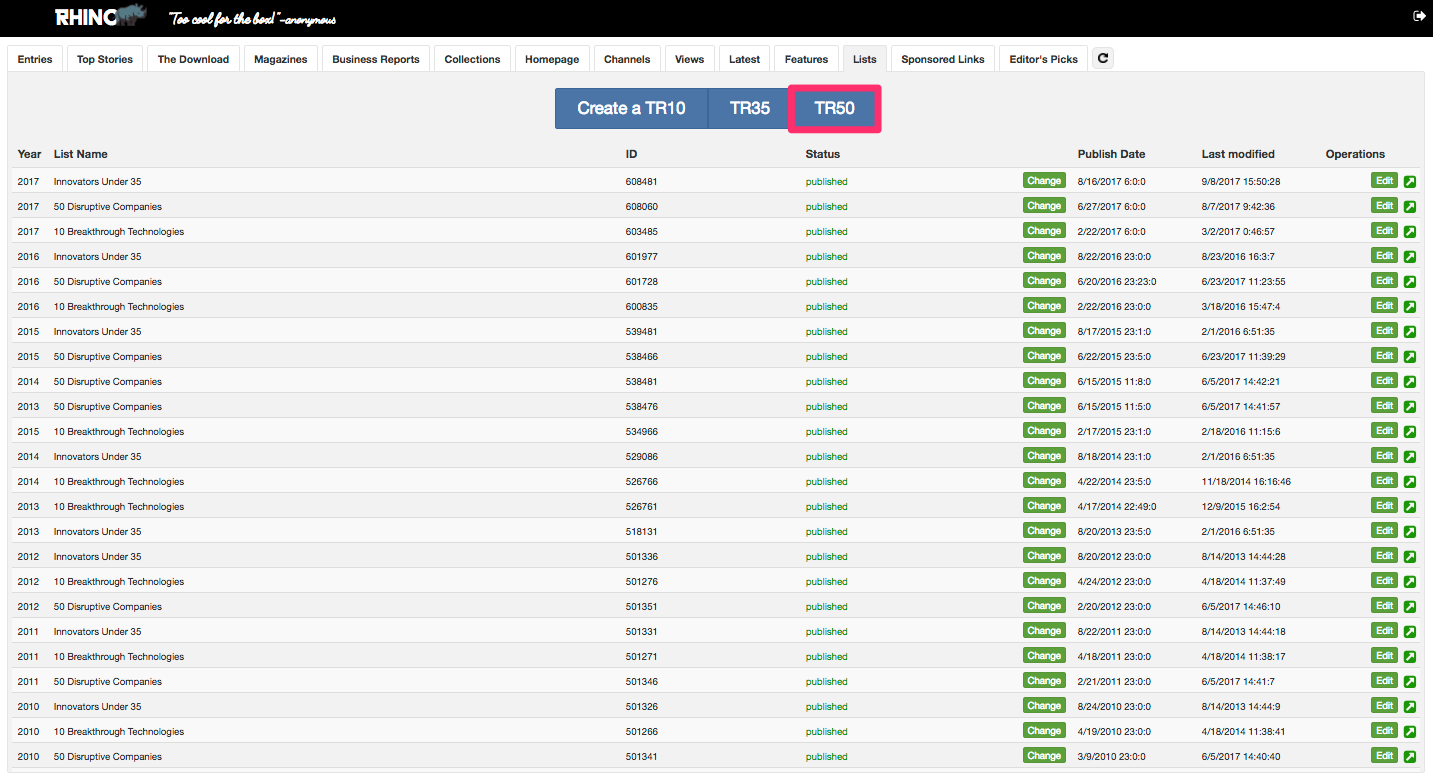 RHINO "Too cool for the box!" -anonymous
Entries Top Stories The Download Magazines Business Reports Collections Homepage Channels Views Latest Features Lists Sponsored Links Editor's Picks
Create a TR10 TR35 TR50
Year List Name ID Status Publish Date Last modified Operations
2017 Innovators Under 35 608481 published Change 8/16/2017 6:0:0 9/8/2017 15:50:28 Edit
2017 50 Disruptive Companies 608060 published Change 6/27/2017 6:0:0 8/7/2017 9:42:36 Edit
2017 10 Breakthrough Technologies 603485 published Change 2/22/2017 6:0:0 3/2/2017 0:46:57 Edit
2016 Innovators Under 35 601977 published Change 8/22/2016 23:0:0 8/23/2016 16:3:7 Edit
2016 50 Disruptive Companies 601728 published Change 6/20/2016 23:23:0 6/23/2017 11:23:55 Edit
2016 10 Breakthrough Technologies 600835 published Change 2/22/2016 23:0:0 3/18/2016 15:47:4 Edit
2015 Innovators Under 35 539481 published Change 8/17/2015 23:1:0 2/1/2016 6:51:35 Edit
2015 50 Disruptive Companies 538466 published Change 6/22/2015 23:5:0 6/23/2017 11:39:29 Edit
2014 50 Disruptive Companies 538481 published Change 6/15/2015 11:8:0 6/5/2017 14:42:21 Edit
2013 50 Disruptive Companies 538476 published Change 6/15/2015 11:5:0 6/5/2017 14:41:57 Edit
2015 10 Breakthrough Technologies 534966 published Change 2/17/2015 23:1:0 2/18/2016 11:15:6 Edit
2014 Innovators Under 35 529086 published Change 8/18/2014 23:1:0 2/1/2016 6:51:35 Edit
2014 10 Breakthrough Technologies 526766 published Change 4/22/2014 23:5:0 11/18/2014 16:16:46 Edit
2013 10 Breakthrough Technologies 526761 published Change 4/17/2014 22:49:0 12/9/2015 16:2:54 Edit
2013 Innovators Under 35 518131 published Change 8/20/2013 23:5:0 2/1/2016 6:51:35 Edit
2012 Innovators Under 35 501336 published Change 8/20/2012 23:0:0 8/14/2013 14:44:28 Edit
2012 10 Breakthrough Technologies 501276 published Change 4/24/2012 23:0:0 4/18/2014 11:37:49 Edit
2012 50 Disruptive Companies 501351 published Change 2/20/2012 23:0:0 6/5/2017 14:46:10 Edit
2011 Innovators Under 35 501331 published Change 8/22/2011 23:0:0 8/14/2013 14:44:18 Edit
2011 10 Breakthrough Technologies 501271 published Change 4/18/2011 23:0:0 4/18/2014 11:38:17 Edit
2011 50 Disruptive Companies 501346 published Change 2/21/2011 23:0:0 6/5/2017 14:41:7 Edit
2010 Innovators Under 35 501326 published Change 8/24/2010 23:0:0 8/14/2013 14:44:9 Edit
2010 10 Breakthrough Technologies 501266 published Change 4/19/2010 23:0:0 4/18/2014 11:38:41 Edit
2010 50 Disruptive Companies 501341 published Change 3/9/2010 23:0:0 6/5/2017 14:40:40 Edit